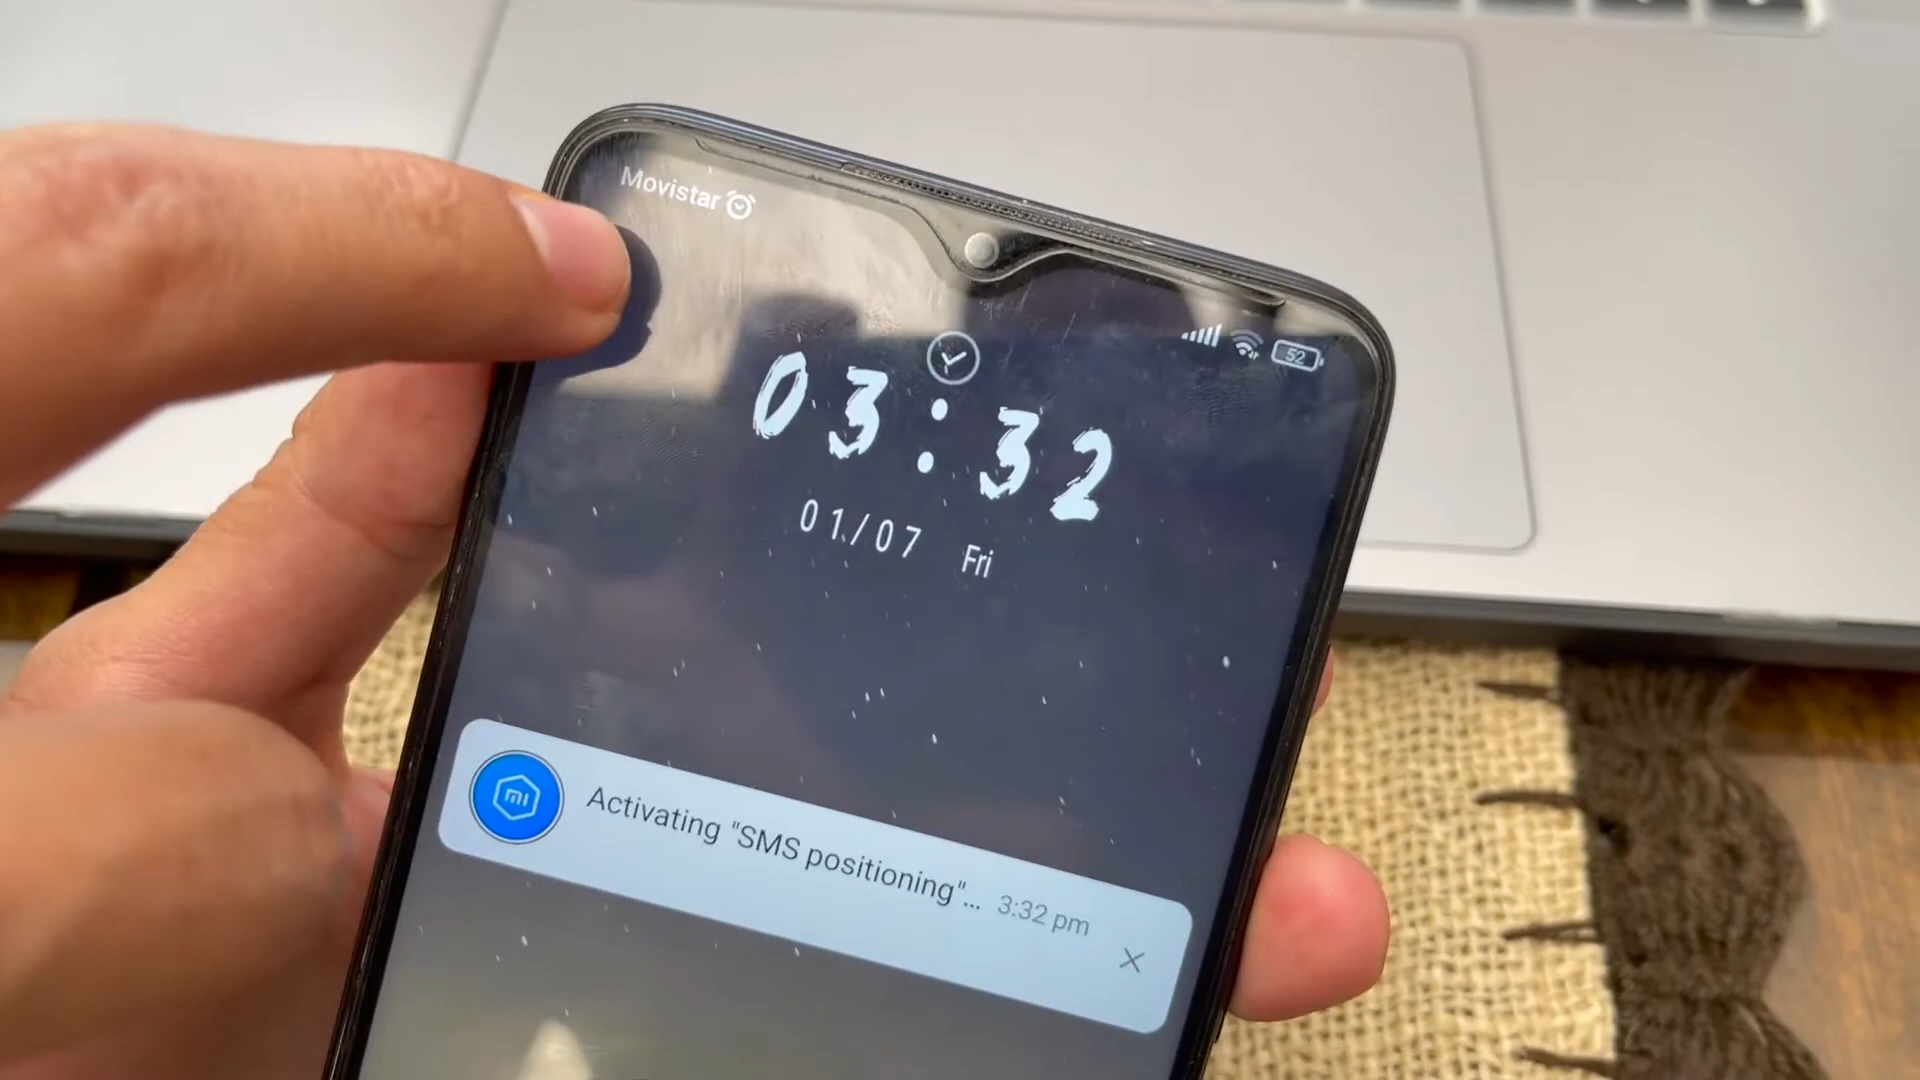 Movistar
52
03:32
01/07 Fri
mi
Activating "SMS positioning"... 3:32 pm